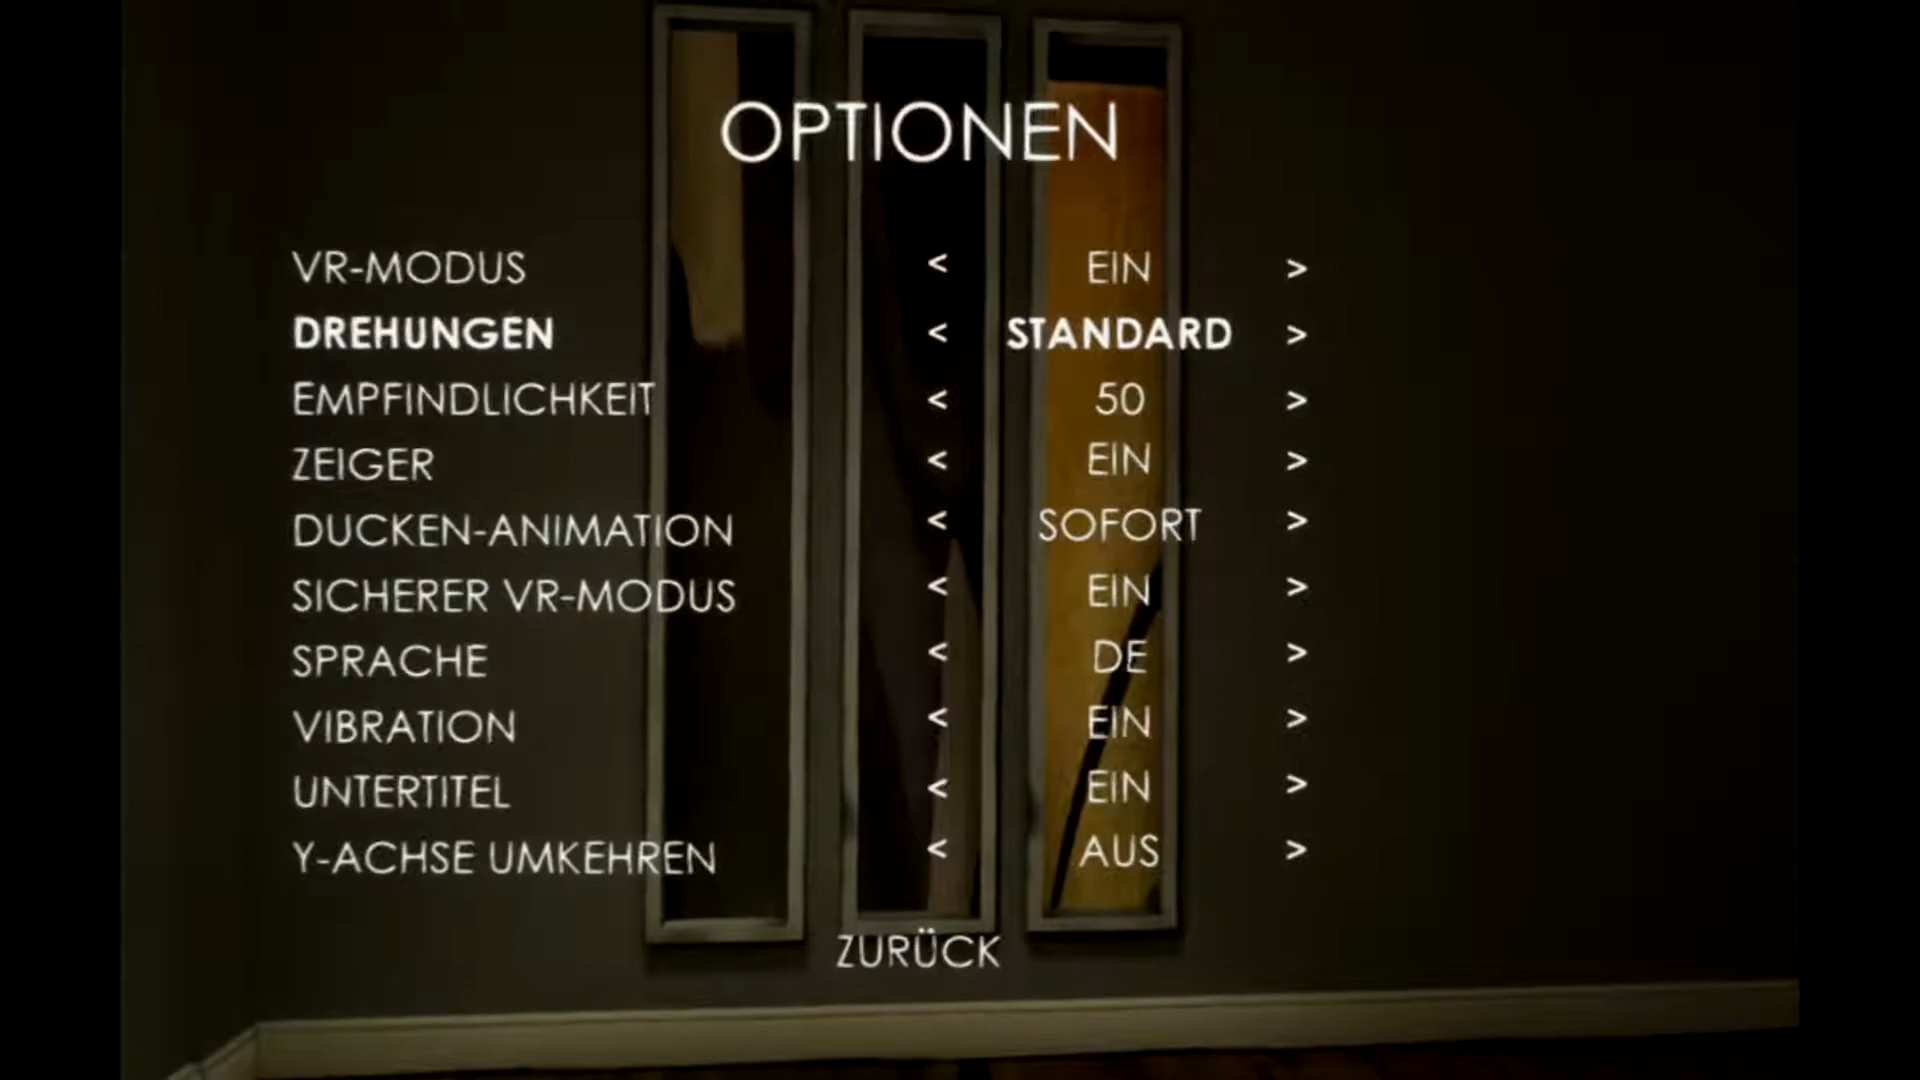 OPTIONEN
VR-MODUS < EIN >
DREHUNGEN < STANDARD >
EMPFINDLICHKEIT < 50 >
ZEIGER < EIN >
DUCKEN-ANIMATION < SOFORT >
SICHERER VR-MODUS < EIN >
SPRACHE < DE >
VIBRATION < EIN >
UNTERTITEL < EIN >
Y-ACHSE UMKEHREN < AUS >
ZURÜCK